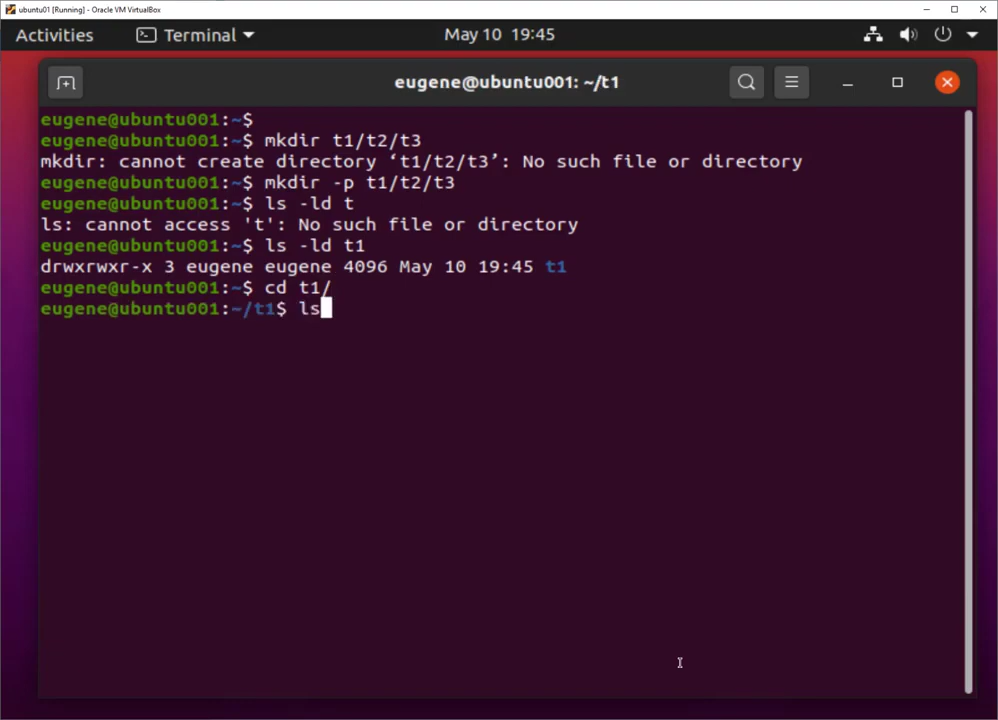 ubuntu01 [Running] - Oracle VM VirtualBox
Activities Terminal May 10 19:45
eugene@ubuntu001: ~/t1
eugene@ubuntu001:~$
eugene@ubuntu001:~$ mkdir t1/t2/t3
mkdir: cannot create directory ‘t1/t2/t3’: No such file or directory
eugene@ubuntu001:~$ mkdir -p t1/t2/t3
eugene@ubuntu001:~$ ls -ld t
ls: cannot access 't': No such file or directory
eugene@ubuntu001:~$ ls -ld t1
drwxrwxr-x 3 eugene eugene 4096 May 10 19:45 t1
eugene@ubuntu001:~$ cd t1/
eugene@ubuntu001:~/t1$ ls